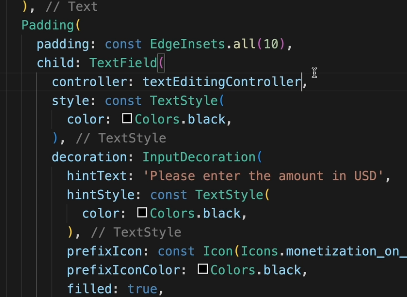 ), // Text
Padding(
padding: const EdgeInsets.all(10),
child: TextField(
controller: textEditingController,
style: const TextStyle(
color: Colors.black,
), // TextStyle
decoration: InputDecoration(
hintText: 'Please enter the amount in USD',
hintStyle: const TextStyle(
color: Colors.black,
), // TextStyle
prefixIcon: const Icon(Icons.monetization_on_
prefixIconColor: Colors.black,
filled: true,